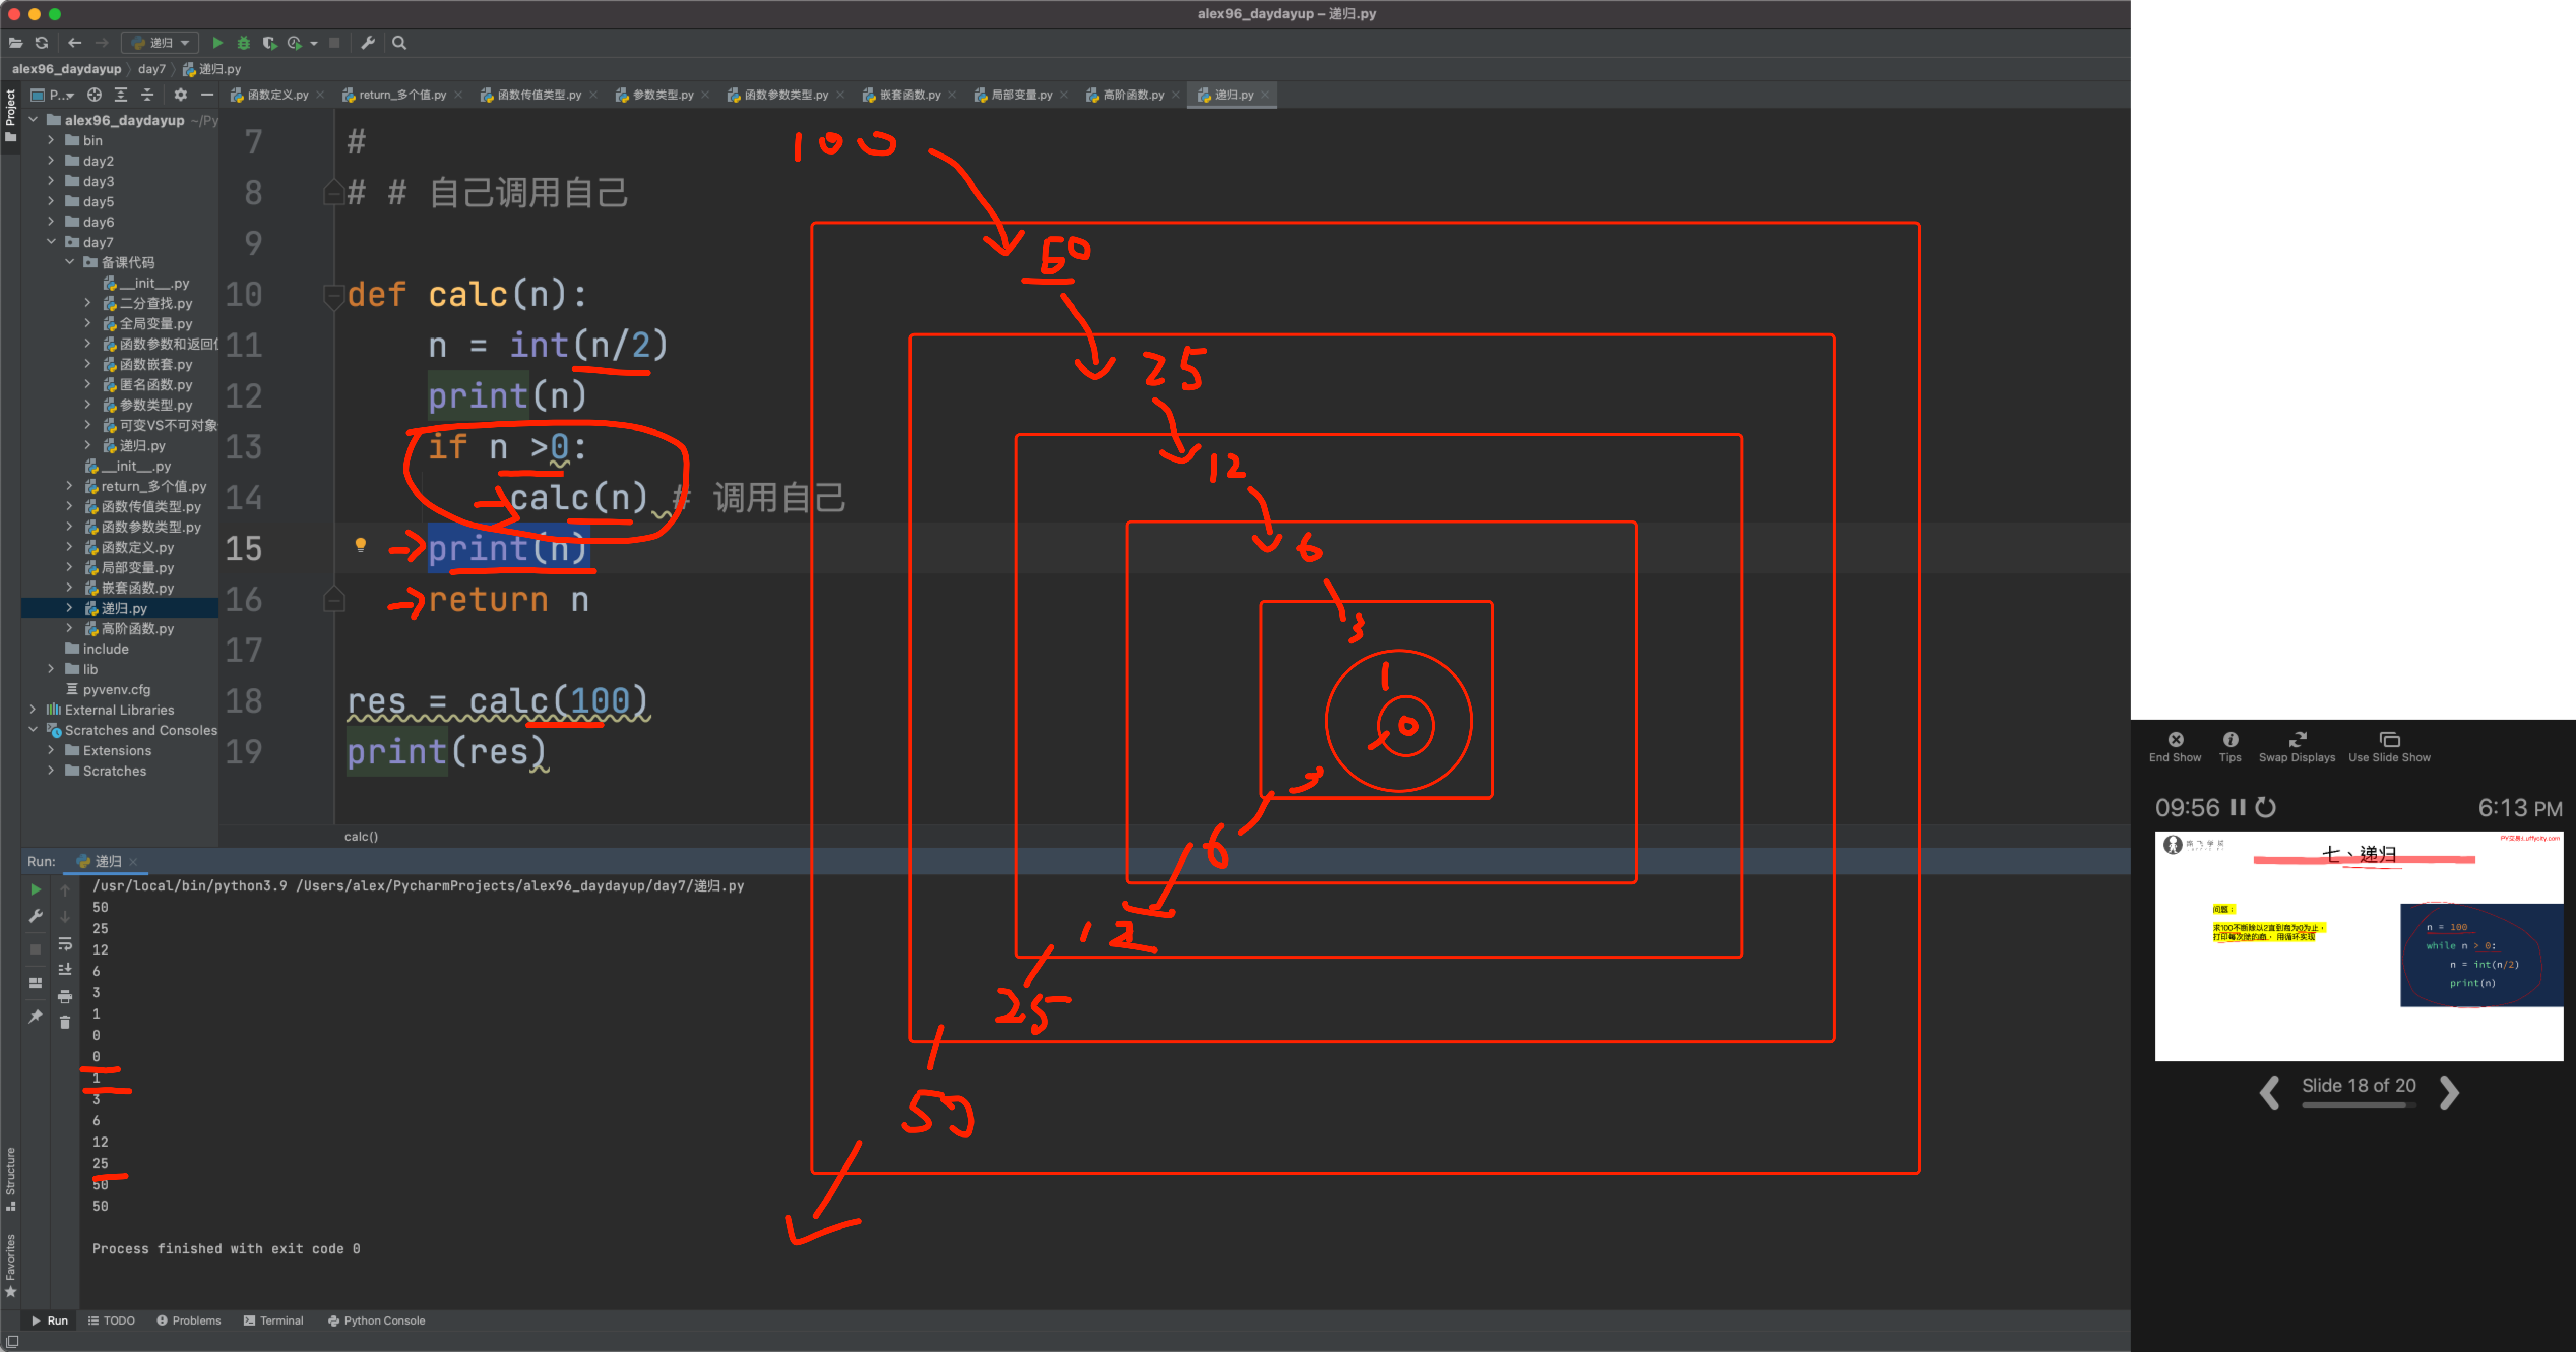 alex96_daydayup – 递归.py
递归
alex96_daydayup
day7
递归.py
Project
P...
函数定义.py
return_多个值.py
函数传值类型.py
参数类型.py
函数参数类型.py
嵌套函数.py
局部变量.py
高阶函数.py
递归.py
alex96_daydayup ~/Py
bin
day2
day3
day5
day6
day7
备课代码
__init__.py
二分查找.py
全局变量.py
函数参数和返回
函数嵌套.py
匿名函数.py
参数类型.py
可变VS不可对象
递归.py
__init__.py
return_多个值.py
函数传值类型.py
函数参数类型.py
函数定义.py
局部变量.py
嵌套函数.py
递归.py
高阶函数.py
include
lib
pyvenv.cfg
External Libraries
Scratches and Consoles
Extensions
Scratches
7 #
8 # # 自己调用自己
9
10 def calc(n):
11 n = int(n/2)
12 print(n)
13 if n >0:
14 calc(n) # 调用自己
15 print(n)
16 return n
17
18 res = calc(100)
19 print(res)
calc()
100
50
25
12
6
3
1
0
3
6
12
25
50
Run: 递归
/usr/local/bin/python3.9 /Users/alex/PycharmProjects/alex96_daydayup/day7/递归.py
50
25
12
6
3
1
0
0
1
3
6
12
25
50
50
Process finished with exit code 0
Structure
Favorites
Run
TODO
Problems
Terminal
Python Console
End Show
Tips
Swap Displays
Use Slide Show
09:56
6:13 PM
路飞学城
七、递归
问题：
求100不断除以2直到商为0为止，
打印每次他的商，用循环实现
n = 100
while n > 0:
n = int(n/2)
print(n)
Slide 18 of 20